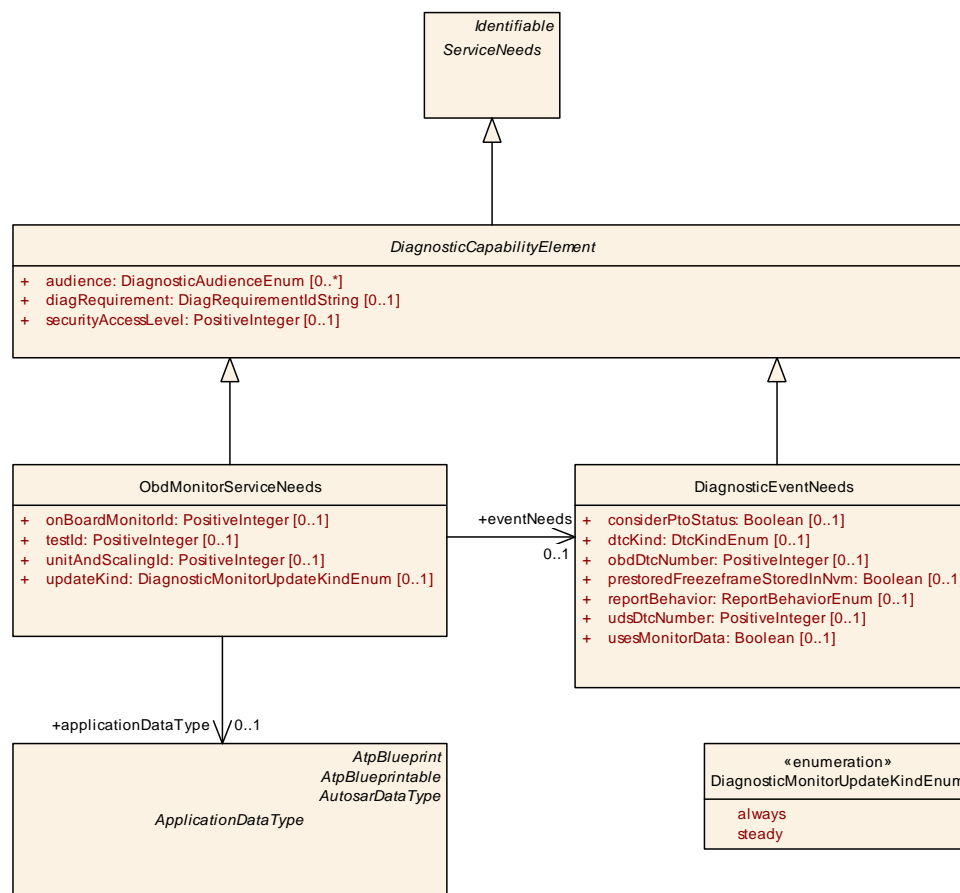 Identifiable
ServiceNeeds
DiagnosticCapabilityElement
+ audience: DiagnosticAudienceEnum [0..*]
+ diagRequirement: DiagRequirementIdString [0..1]
+ securityAccessLevel: PositiveInteger [0..1]
ObdMonitorServiceNeeds
+ onBoardMonitorId: PositiveInteger [0..1]
+ testId: PositiveInteger [0..1]
+ unitAndScalingId: PositiveInteger [0..1]
+ updateKind: DiagnosticMonitorUpdateKindEnum [0..1]
+eventNeeds
0..1
DiagnosticEventNeeds
+ considerPtoStatus: Boolean [0..1]
+ dtcKind: DtcKindEnum [0..1]
+ obdDtcNumber: PositiveInteger [0..1]
+ prestoredFreezeframeStoredInNvm: Boolean [0..1]
+ reportBehavior: ReportBehaviorEnum [0..1]
+ udsDtcNumber: PositiveInteger [0..1]
+ usesMonitorData: Boolean [0..1]
+applicationDataType 0..1
AtpBlueprint
AtpBlueprintable
AutosarDataType
ApplicationDataType
«enumeration»
DiagnosticMonitorUpdateKindEnum
always
steady